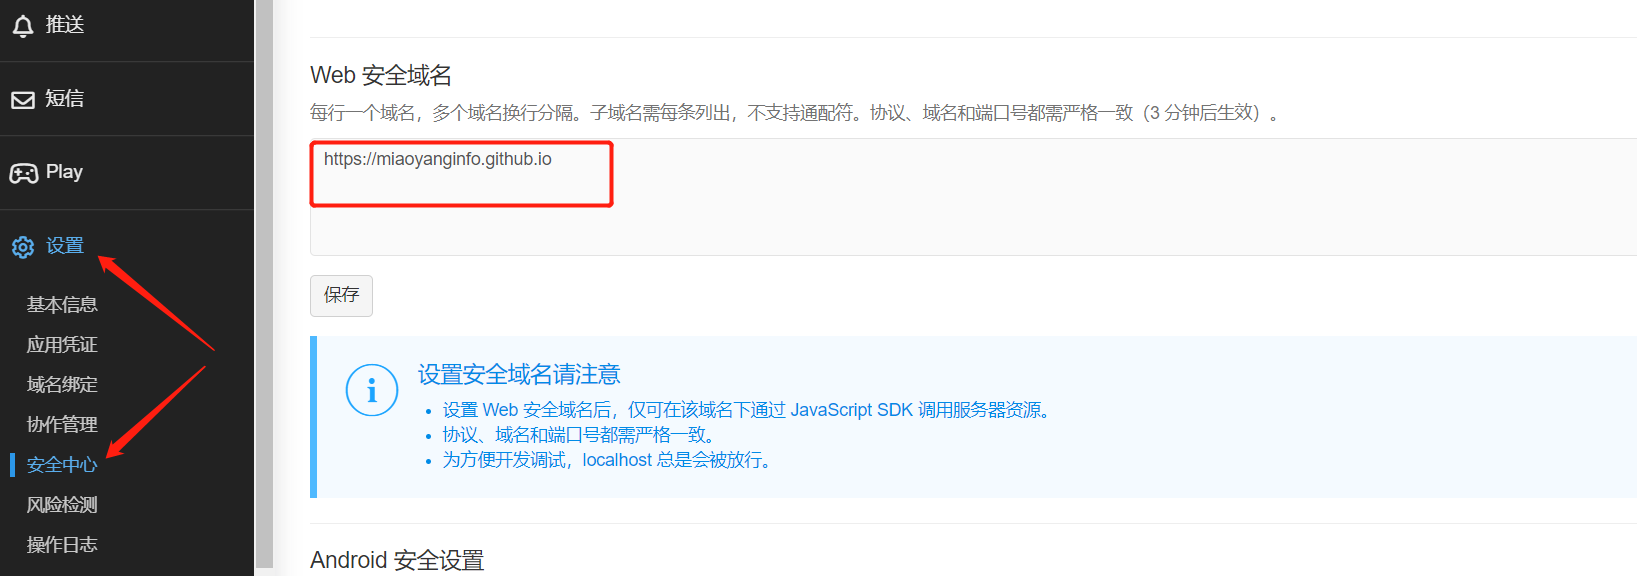 推送
短信
Play
设置
基本信息
应用凭证
域名绑定
协作管理
安全中心
风险检测
操作日志
Web 安全域名
每行一个域名，多个域名换行分隔。子域名需每条列出，不支持通配符。协议、域名和端口号都需严格一致（3 分钟后生效）。
https://miaoyanginfo.github.io
保存
设置安全域名请注意
• 设置 Web 安全域名后，仅可在该域名下通过 JavaScript SDK 调用服务器资源。
• 协议、域名和端口号都需严格一致。
• 为方便开发调试，localhost 总是会被放行。
Android 安全设置